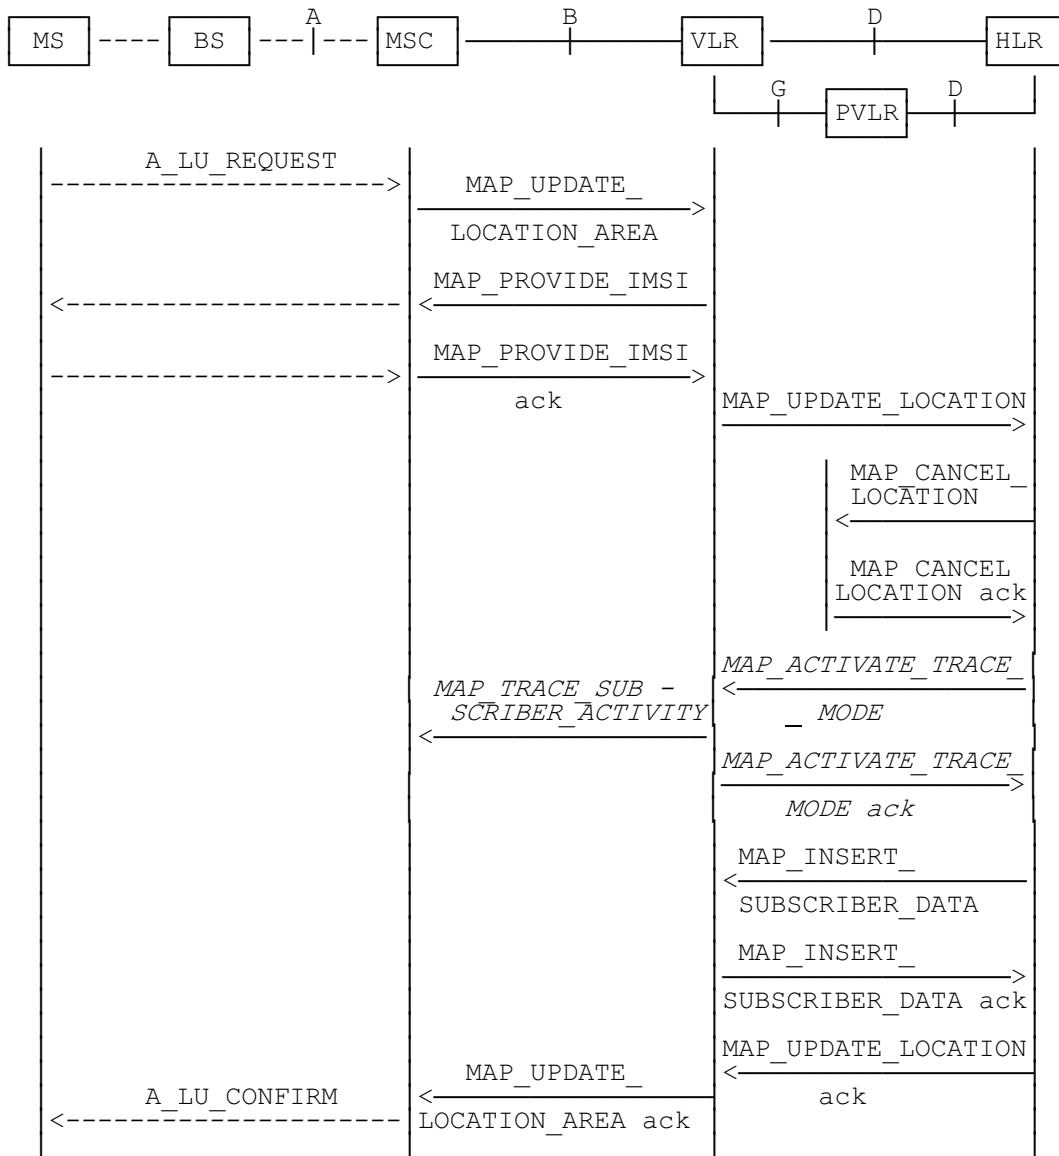 A B D
MS BS MSC VLR HLR
G D
PVLR
A_LU_REQUEST
MAP_UPDATE_
LOCATION_AREA
MAP_PROVIDE_IMSI
MAP_PROVIDE_IMSI
ack
MAP_UPDATE_LOCATION
MAP_CANCEL_
LOCATION
MAP CANCEL
LOCATION ack
MAP_ACTIVATE_TRACE_
_ MODE
MAP_TRACE_SUB -
SCRIBER_ACTIVITY
MAP_ACTIVATE_TRACE_
MODE ack
MAP_INSERT_
SUBSCRIBER_DATA
MAP_INSERT_
SUBSCRIBER_DATA ack
MAP_UPDATE_LOCATION
ack
MAP_UPDATE_
LOCATION_AREA ack
A_LU_CONFIRM